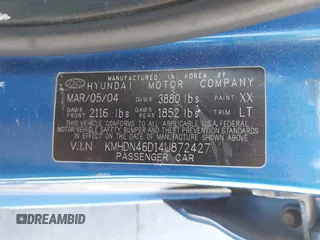 MANUFACTURED IN KOREA BY
HYUNDAI MOTOR COMPANY
MAR/05/04 GVWR 3880 lbs PAINT XX
GAWR FRONT 2116 lbs GAWR REAR 1852 lbs TRIM LT
THIS VEHICLE CONFORMS TO ALL APPLICABLE FEDERAL
MOTOR VEHICLE SAFETY, BUMPER, AND THEFT PREVENTION
STANDARDS IN EFFECT ON THE DATE OF MANUFACTURE
SHOWN ABOVE.
V.I.N KMHDN46D14U872427
PASSENGER CAR
DREAMBID